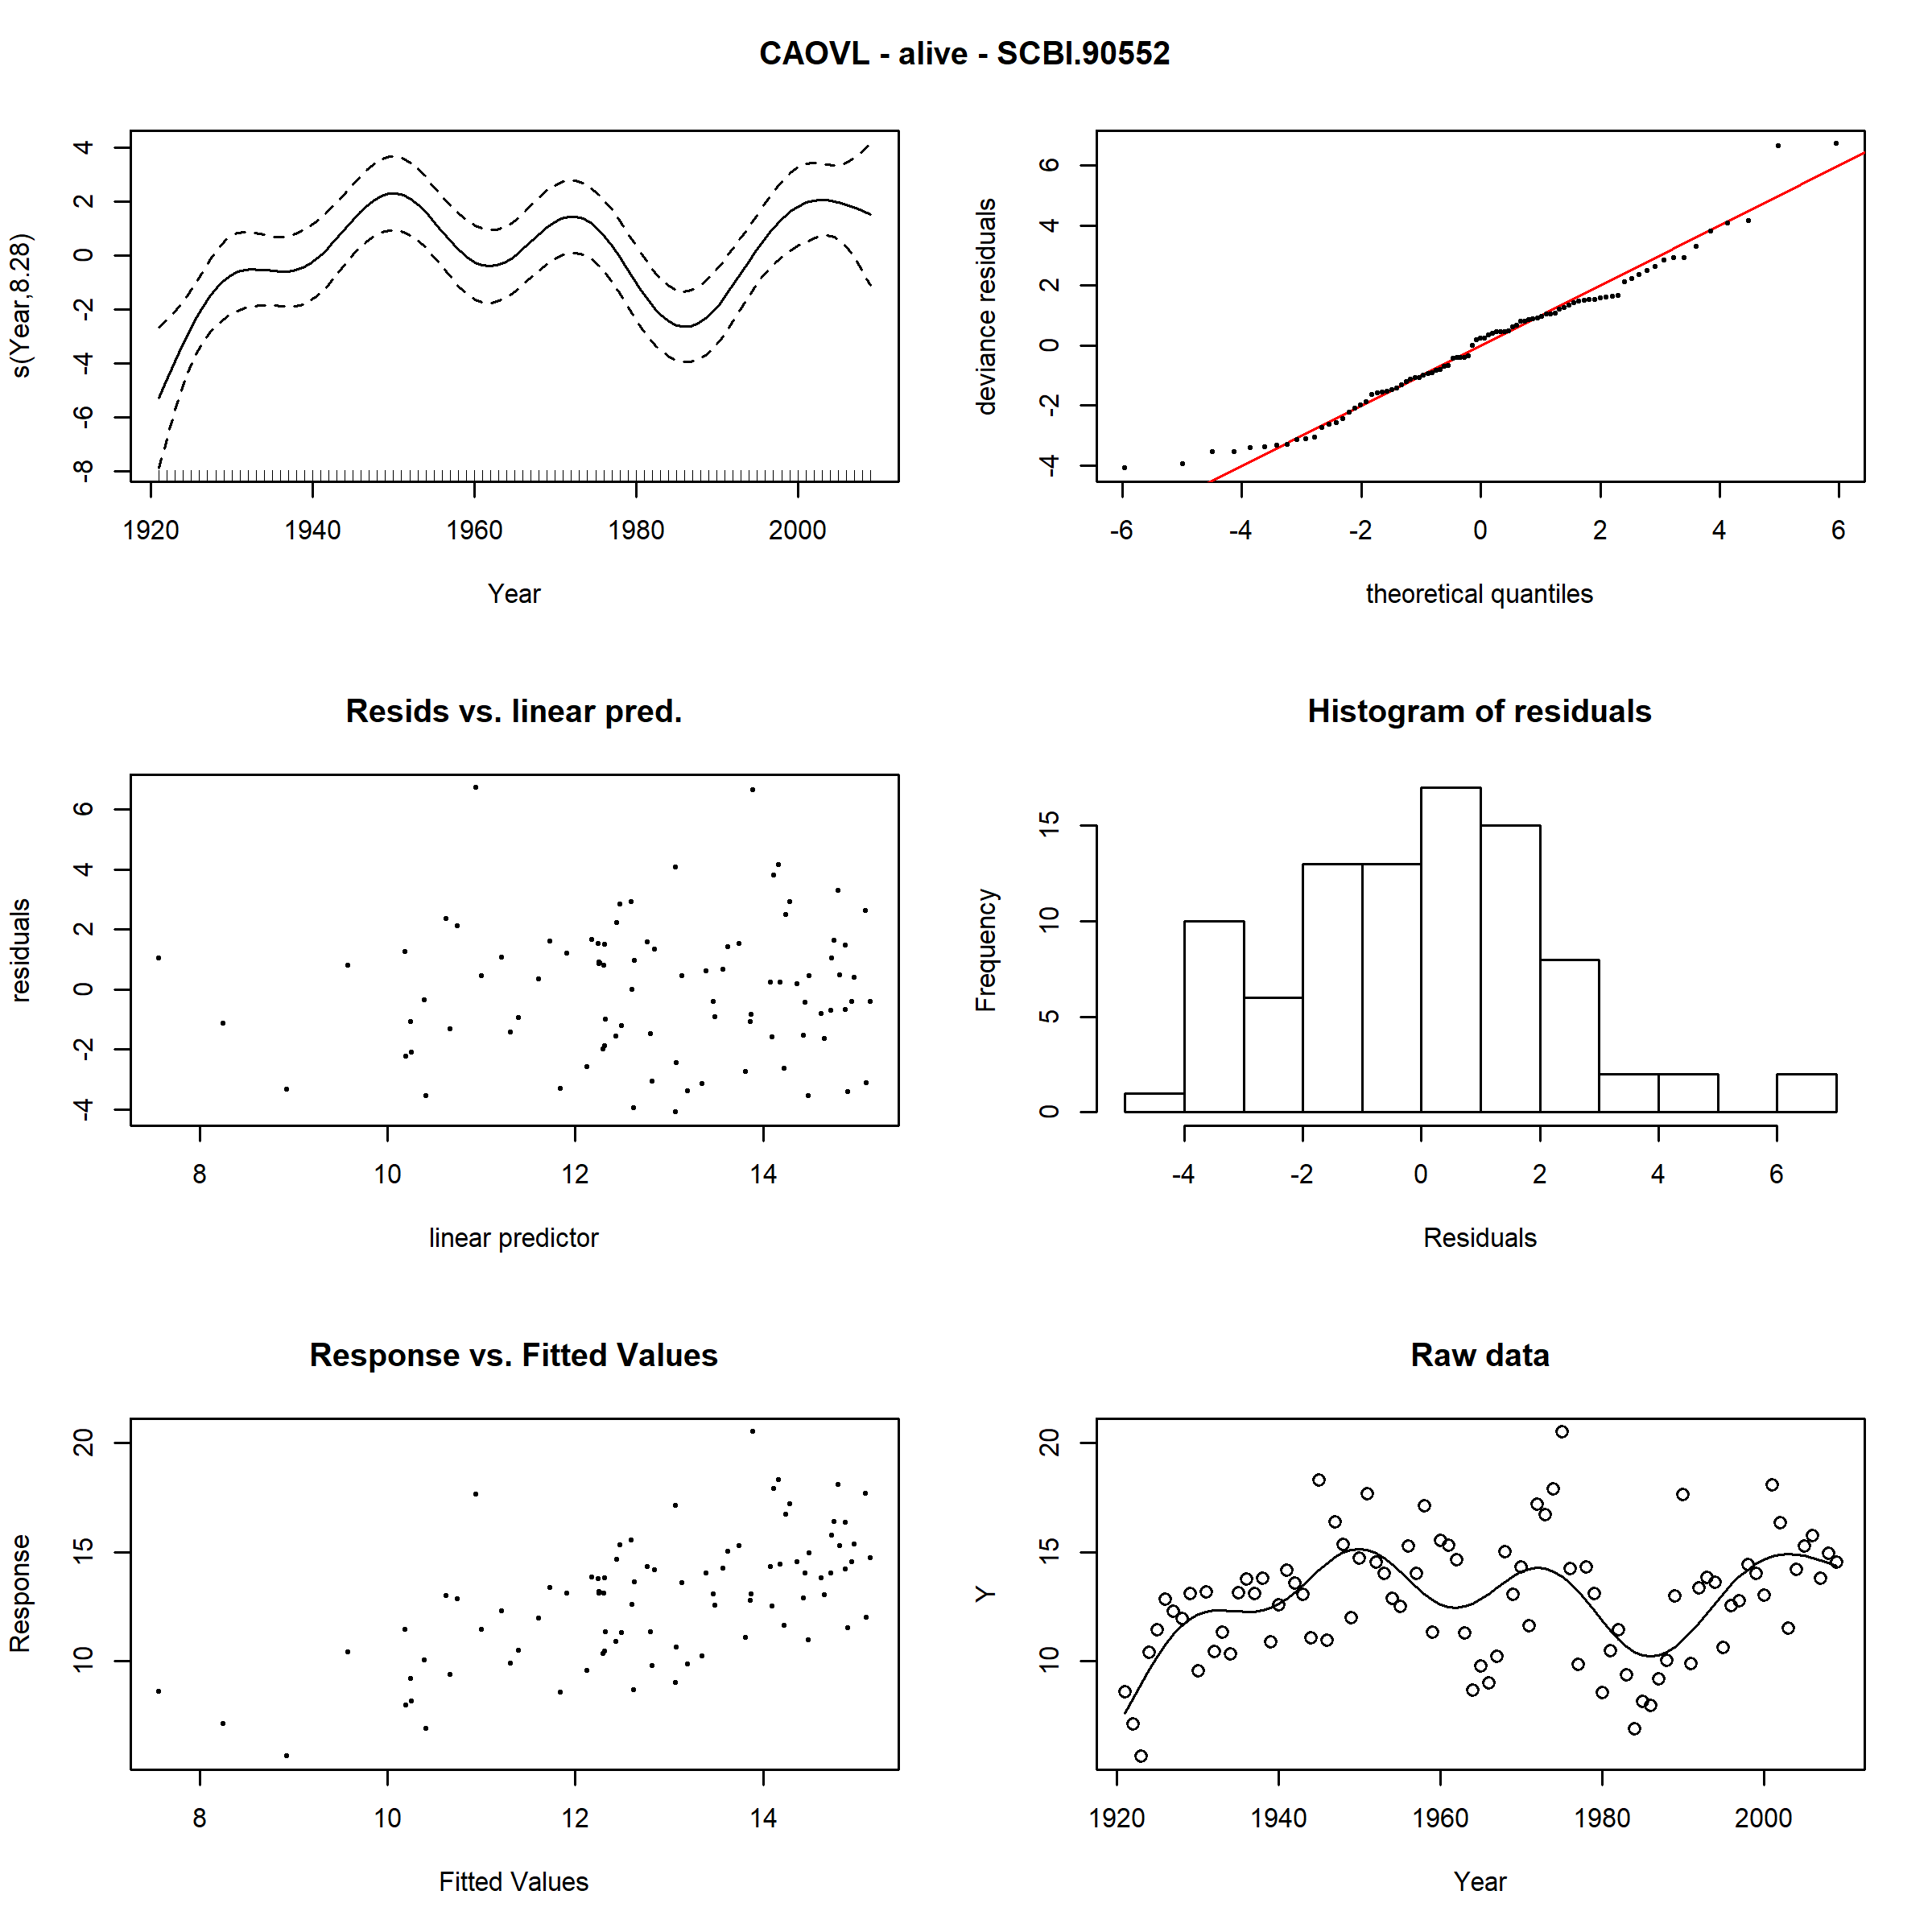 CAOVL - alive - SCBI.90552
s(Year,8.28)
4
2
0
-2
-4
-6
-8
1920 1940 1960 1980 2000
Year
deviance residuals
6
4
2
0
-2
-4
-6 -4 -2 0 2 4 6
theoretical quantiles
Resids vs. linear pred.
residuals
6
4
2
0
-2
-4
8 10 12 14
linear predictor
Histogram of residuals
Frequency
15
10
5
0
-4 -2 0 2 4 6
Residuals
Response vs. Fitted Values
Response
20
15
10
8 10 12 14
Fitted Values
Raw data
Y
20
15
10
1920 1940 1960 1980 2000
Year